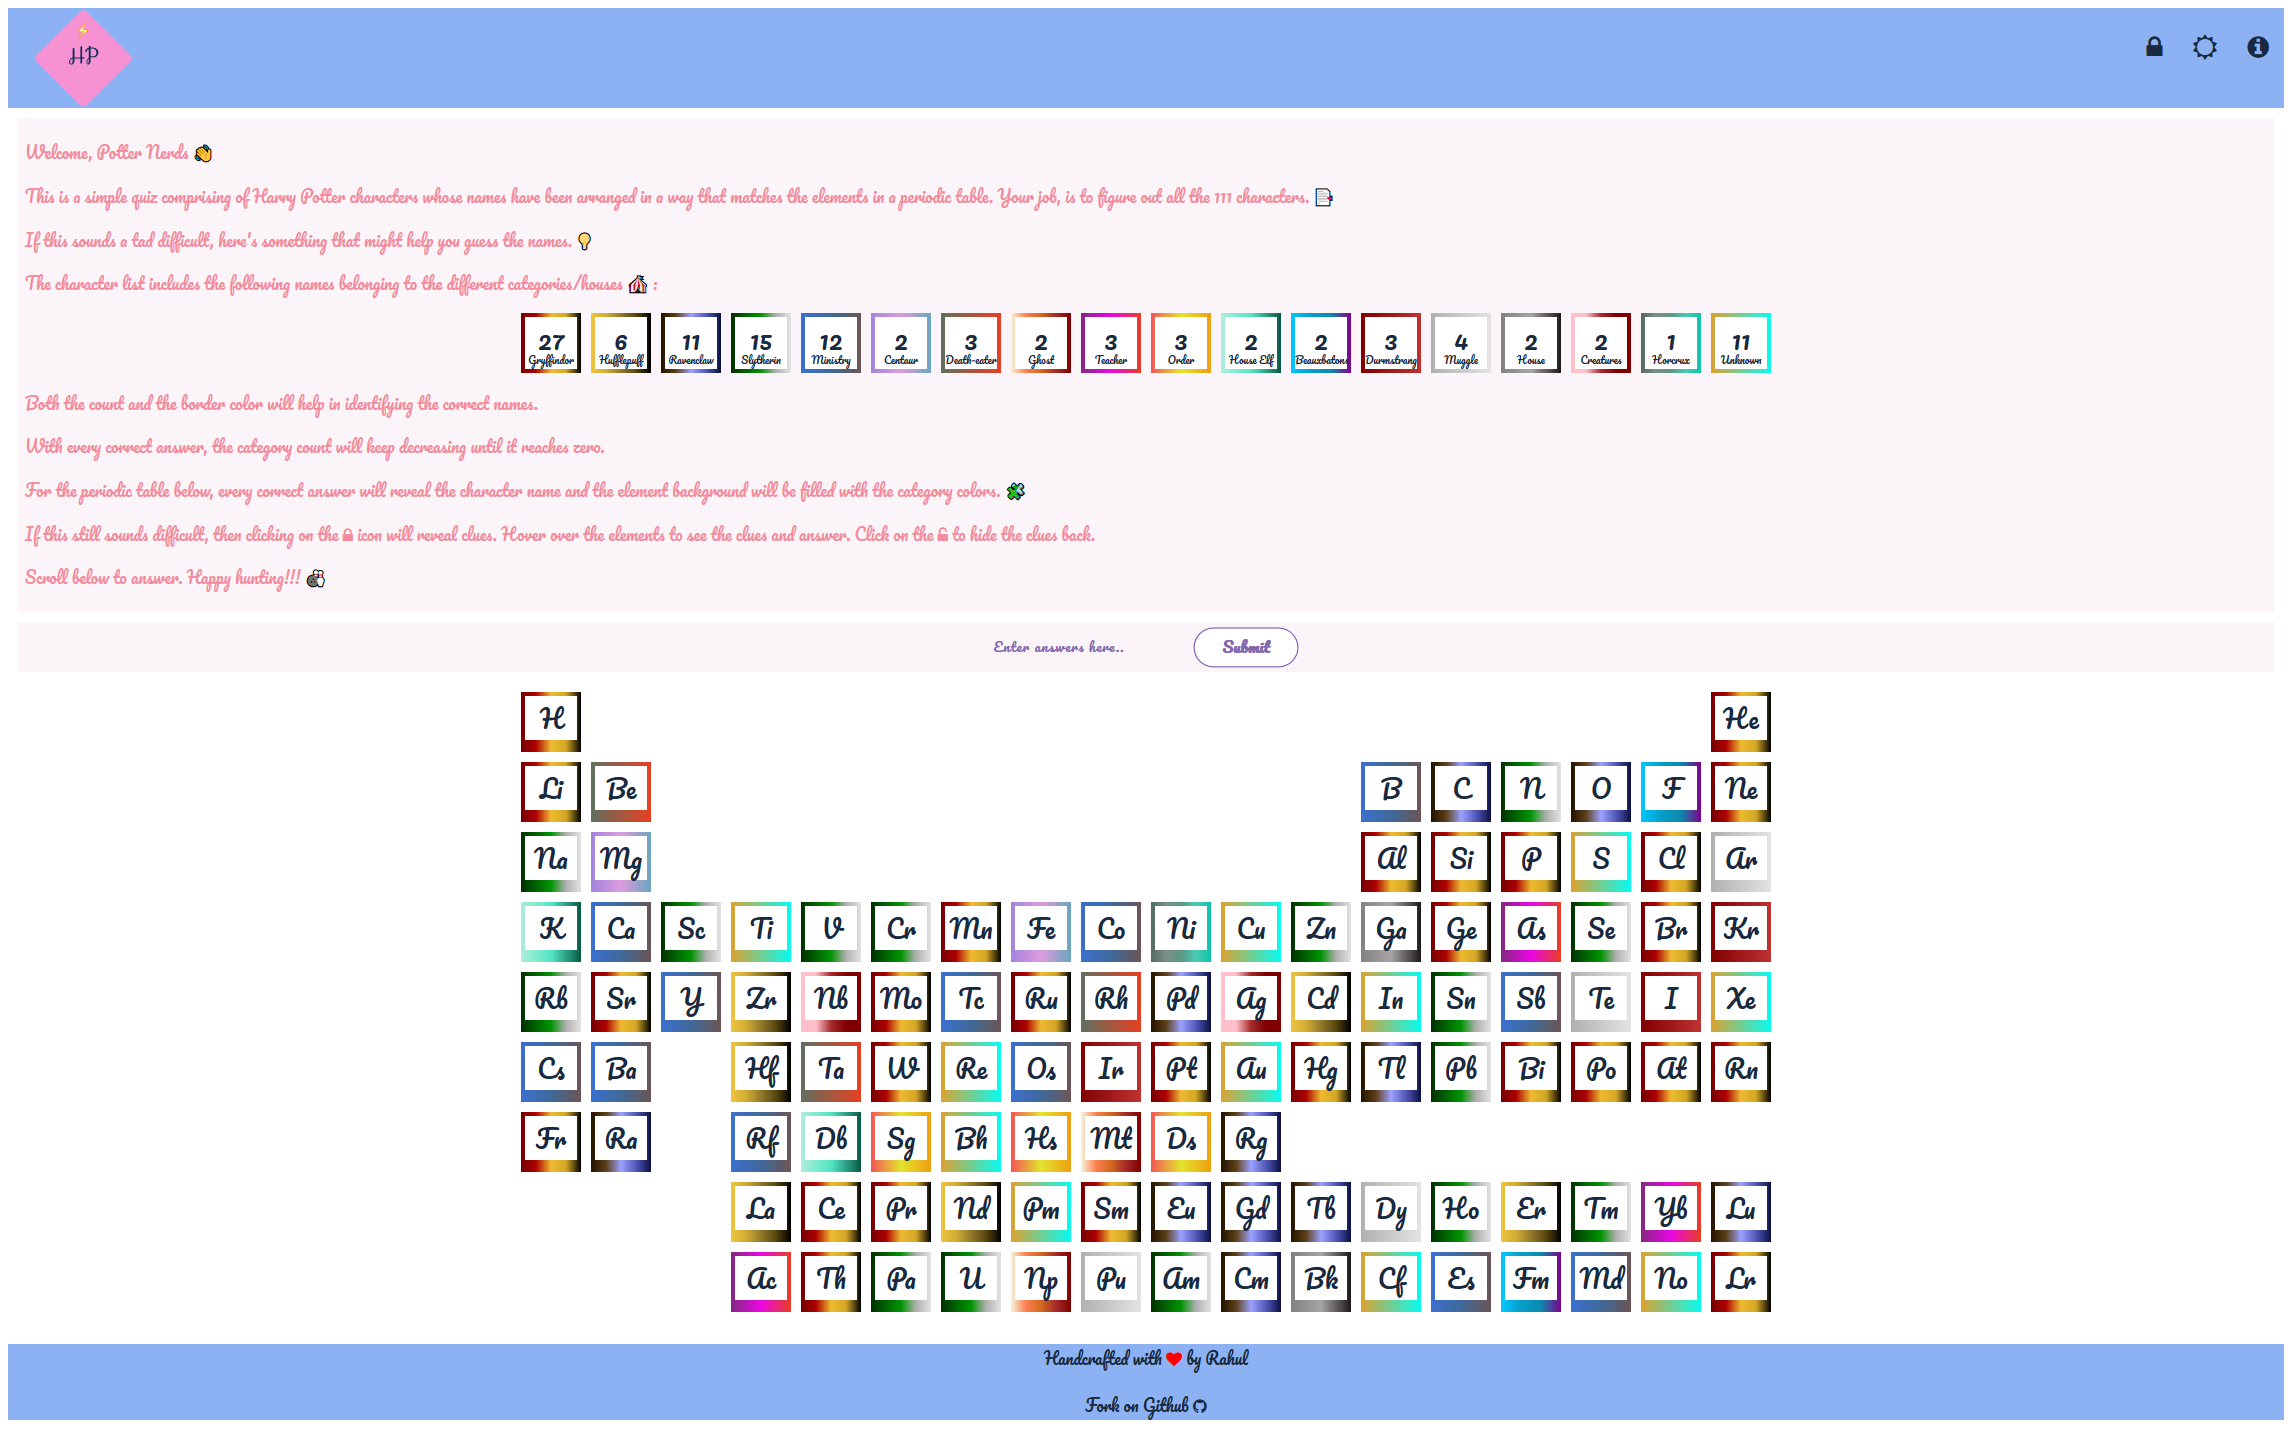 HP
Welcome, Potter Nerds 👏
This is a simple quiz comprising of Harry Potter characters whose names have been arranged in a way that matches the elements in a periodic table. Your job, is to figure out all the 111 characters. 📑
If this sounds a tad difficult, here's something that might help you guess the names. 💡
The character list includes the following names belonging to the different categories/houses 🎪 :
27 6 11 15 12 2 3 2 3 3 2 2 3 4 2 2 1 11
Gryffindor Hufflepuff Ravenclaw Slytherin Ministry Centaur Death-eater Ghost Teacher Order House Elf Beauxbatons Durmstrang Muggle House Creatures Horcrux Unknown
Both the count and the border color will help in identifying the correct names.
With every correct answer, the category count will keep decreasing until it reaches zero.
For the periodic table below, every correct answer will reveal the character name and the element background will be filled with the category colors. 🧩
If this still sounds difficult, then clicking on the 🔒 icon will reveal clues. Hover over the elements to see the clues and answer. Click on the 🔓 to hide the clues back.
Scroll below to answer. Happy hunting!!! 🎳
Enter answers here.. Submit
H He
Li Be B C N O F Ne
Na Mg Al Si P S Cl Ar
K Ca Sc Ti V Cr Mn Fe Co Ni Cu Zn Ga Ge As Se Br Kr
Rb Sr Y Zr Nb Mo Tc Ru Rh Pd Ag Cd In Sn Sb Te I Xe
Cs Ba Hf Ta W Re Os Ir Pt Au Hg Tl Pb Bi Po At Rn
Fr Ra Rf Db Sg Bh Hs Mt Ds Rg
La Ce Pr Nd Pm Sm Eu Gd Tb Dy Ho Er Tm Yb Lu
Ac Th Pa U Np Pu Am Cm Bk Cf Es Fm Md No Lr
Handcrafted with ❤ by Rahul
Fork on Github